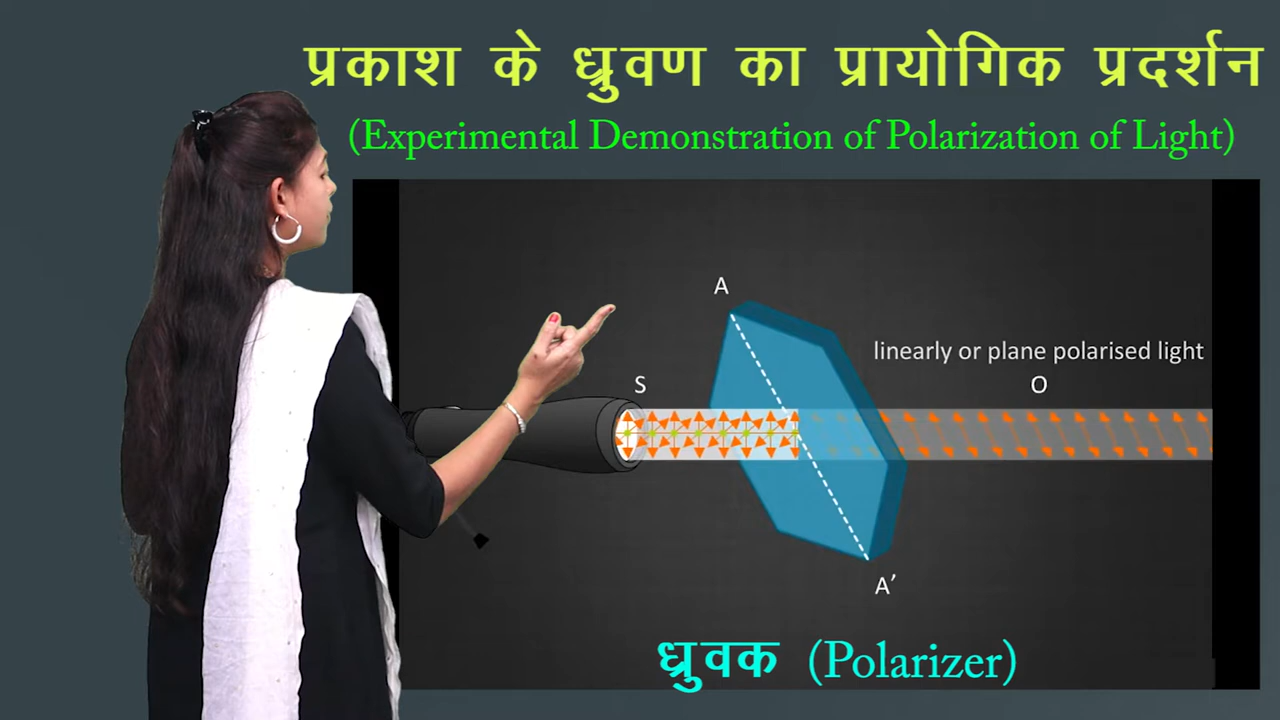 प्रकाश के ध्रुवण का प्रायोगिक प्रदर्शन
(Experimental Demonstration of Polarization of Light)
A
linearly or plane polarised light
S
O
A′
ध्रुवक (Polarizer)